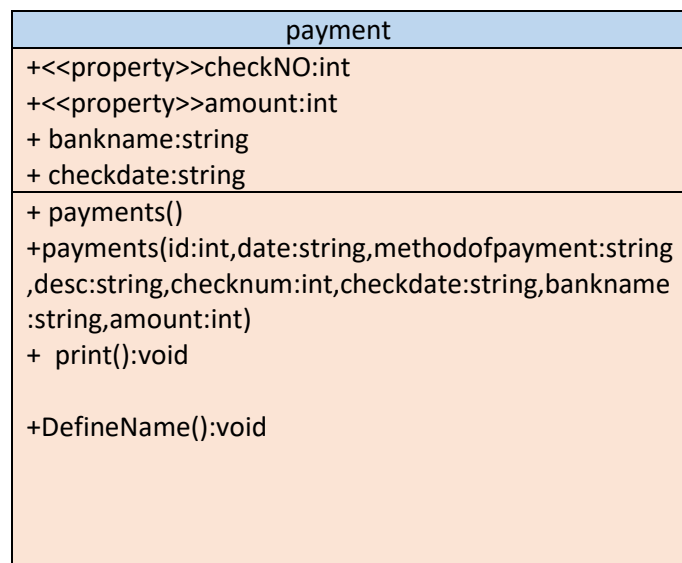 payment
+<<property>>checkNO:int
+<<property>>amount:int
+ bankname:string
+ checkdate:string
+ payments()
+payments(id:int,date:string,methodofpayment:string
,desc:string,checknum:int,checkdate:string,bankname
:string,amount:int)
+  print():void
+DefineName():void